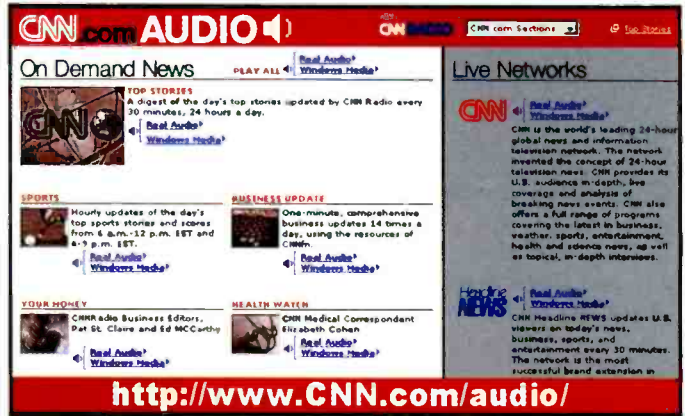 CNN.com AUDIO
CNN RADIO
CNN.com Sections
Top Stories
On Demand News
PLAY ALL
Real Audio
Windows Media
TOP STORIES
A digest of the day's top stories updated by CNN Radio every
30 minutes, 24 hours a day.
Real Audio
Windows Media
CNN
SPORTS
Hourly updates of the day's
top sports stories and scores
from 6 a.m.-12 p.m. EST and
6-9 p.m. EST.
Real Audio
Windows Media
BUSINESS UPDATE
One-minute, comprehensive
business updates 14 times a
day, using the resources of
CNNfn.
Real Audio
Windows Media
YOUR MONEY
CNNRadio Business Editors,
Pat St. Claire and Ed MCCarthy
Real Audio
Windows Media
HEALTH WATCH
CNN Medical Correspondent
Elizabeth Cohen
Real Audio
Windows Media
Live Networks
CNN
Real Audio
Windows Media
CNN is the world's leading 24-hour
global news and information
television network. The network
invented the concept of 24-hour
television news. CNN provides its
U.S. audience in-depth, live
coverage and analysis of
breaking news events. CNN also
offers a full range of programs
covering the latest in business,
weather, sports, entertainment,
health and science news, as well
as topical, in-depth interviews.
Headline
NEWS
Real Audio
Windows Media
CNN Headline NEWS updates U.S.
viewers on today's news,
business, sports, and
entertainment every 30 minutes.
The network is the most
successful brand extension in
http://www.CNN.com/audio/